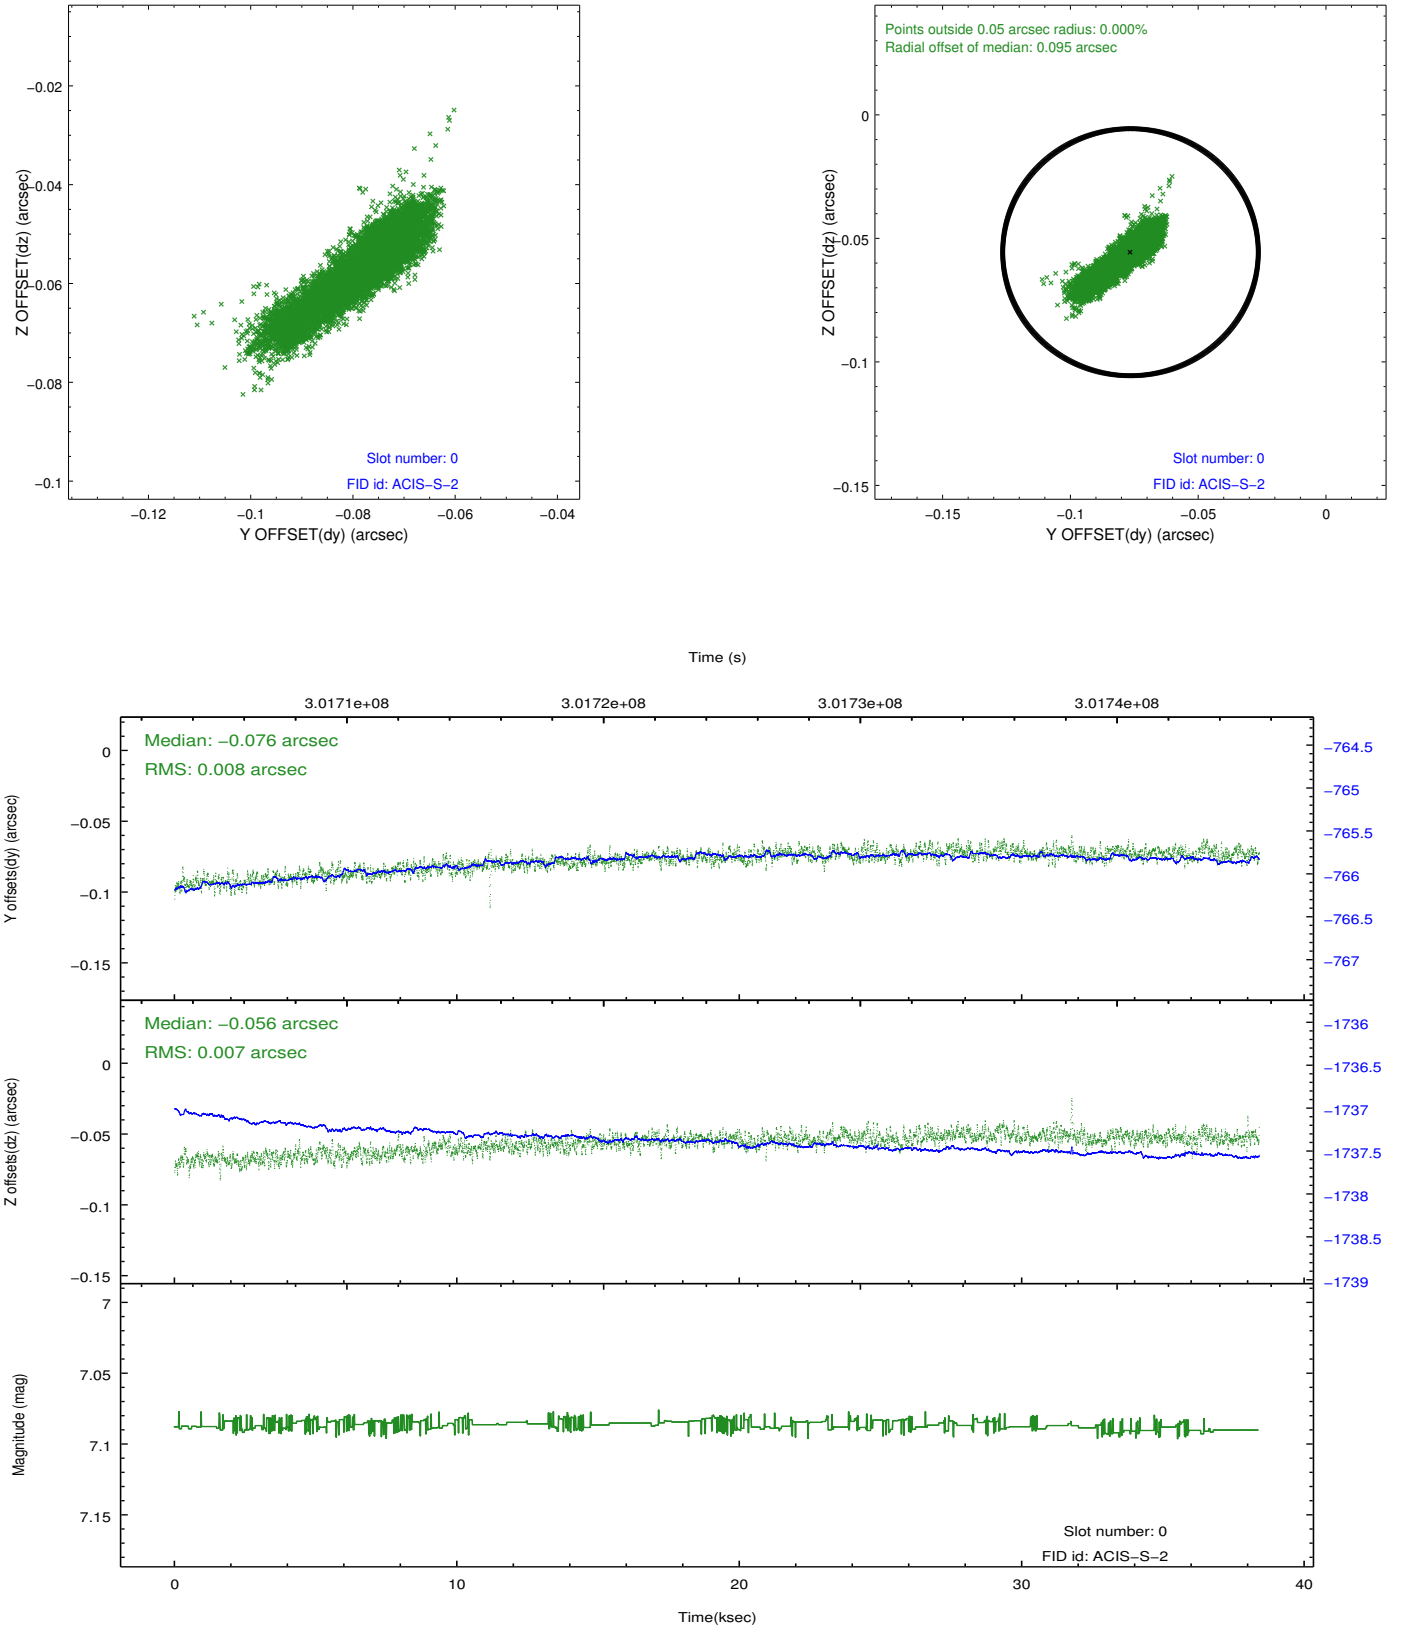 −0.02
−0.04
−0.06
−0.08
−0.1
Z OFFSET(dz) (arcsec)
Slot number: 0
FID id: ACIS−S−2
−0.12
−0.1
−0.08
−0.06
−0.04
Y OFFSET(dy) (arcsec)
Points outside 0.05 arcsec radius: 0.000%
Radial offset of median: 0.095 arcsec
0
−0.05
−0.1
−0.15
Z OFFSET(dz) (arcsec)
Slot number: 0
FID id: ACIS−S−2
−0.15
−0.1
−0.05
0
Y OFFSET(dy) (arcsec)
Time (s)
3.0171e+08
3.0172e+08
3.0173e+08
3.0174e+08
Median: −0.076 arcsec
RMS: 0.008 arcsec
0
−0.05
−0.1
−0.15
Y offsets(dy) (arcsec)
−764.5
−765
−765.5
−766
−766.5
−767
Median: −0.056 arcsec
RMS: 0.007 arcsec
0
−0.05
−0.1
−0.15
Z offsets(dz) (arcsec)
−1736
−1736.5
−1737
−1737.5
−1738
−1738.5
−1739
7
7.05
7.1
7.15
Magnitude (mag)
Slot number: 0
FID id: ACIS−S−2
0
10
20
30
40
Time(ksec)